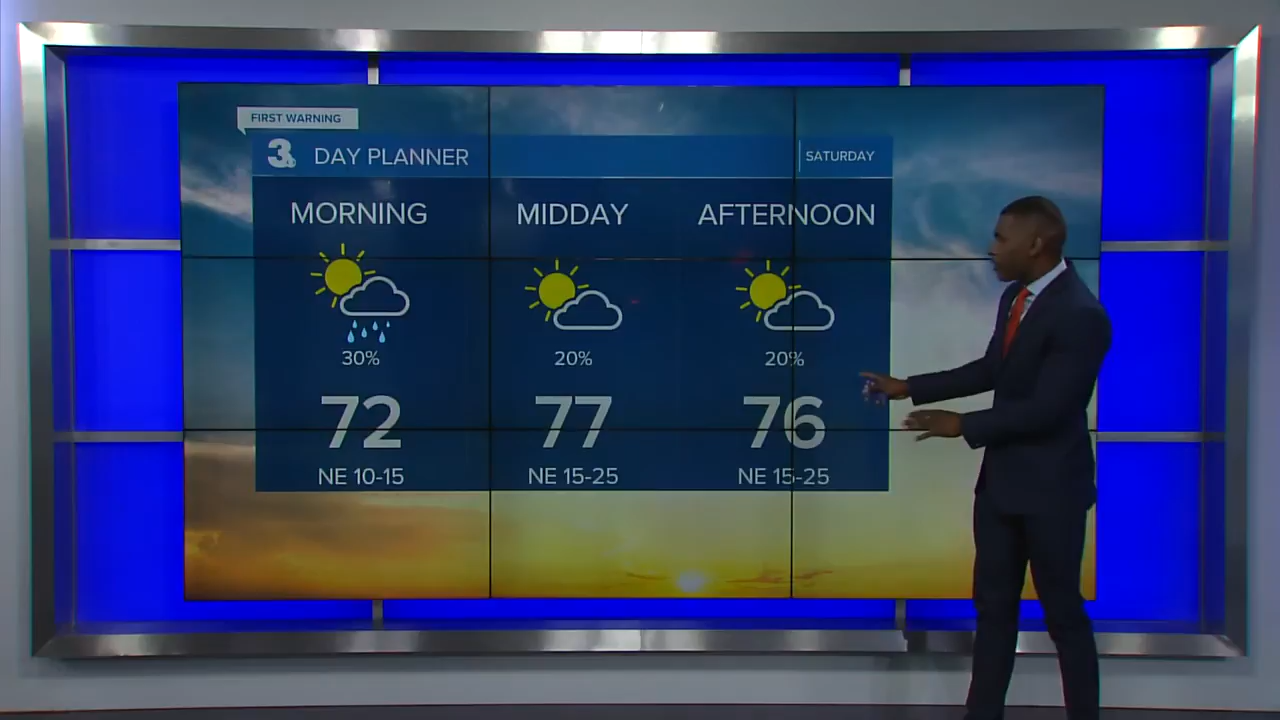 FIRST WARNING
3 DAY PLANNER
SATURDAY
MORNING MIDDAY AFTERNOON
30% 20% 20%
72 77 76
NE 10-15 NE 15-25 NE 15-25